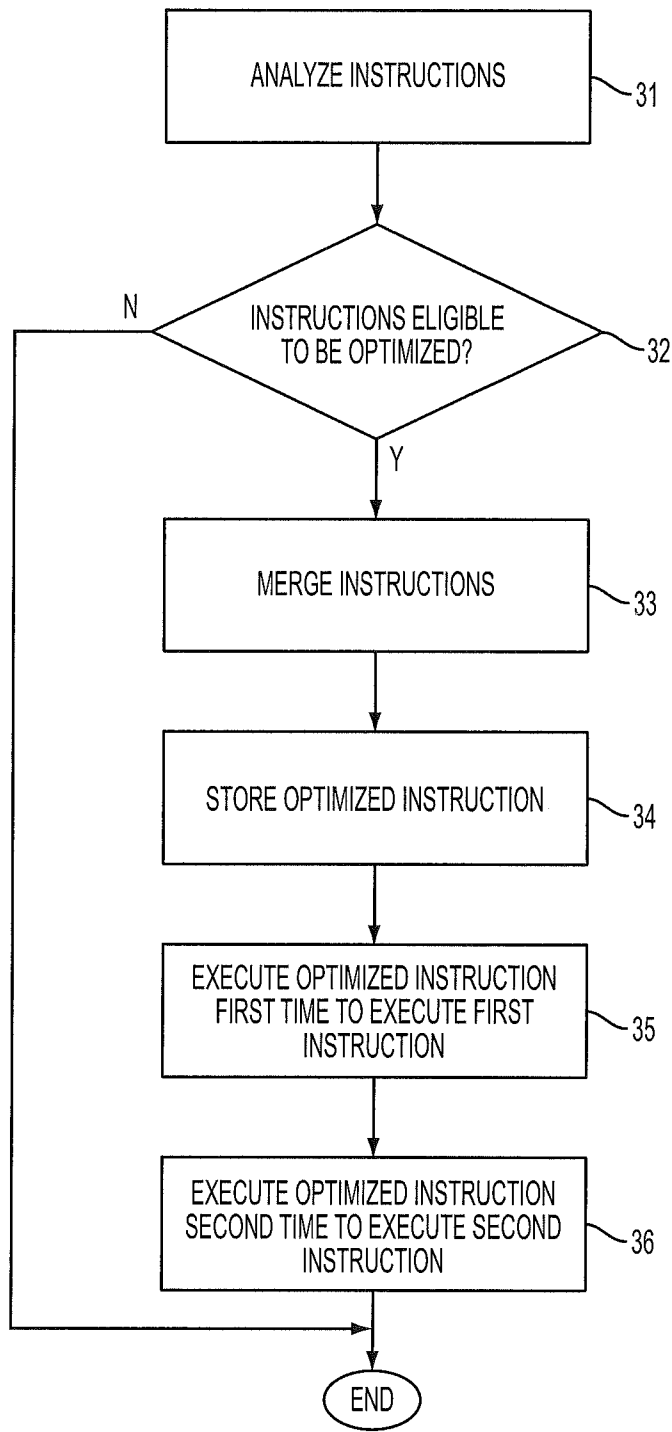 ANALYZE INSTRUCTIONS
31
N
INSTRUCTIONS ELIGIBLE
TO BE OPTIMIZED?
32
Y
MERGE INSTRUCTIONS
33
STORE OPTIMIZED INSTRUCTION
34
EXECUTE OPTIMIZED INSTRUCTION
FIRST TIME TO EXECUTE FIRST
INSTRUCTION
35
EXECUTE OPTIMIZED INSTRUCTION
SECOND TIME TO EXECUTE SECOND
INSTRUCTION
36
END